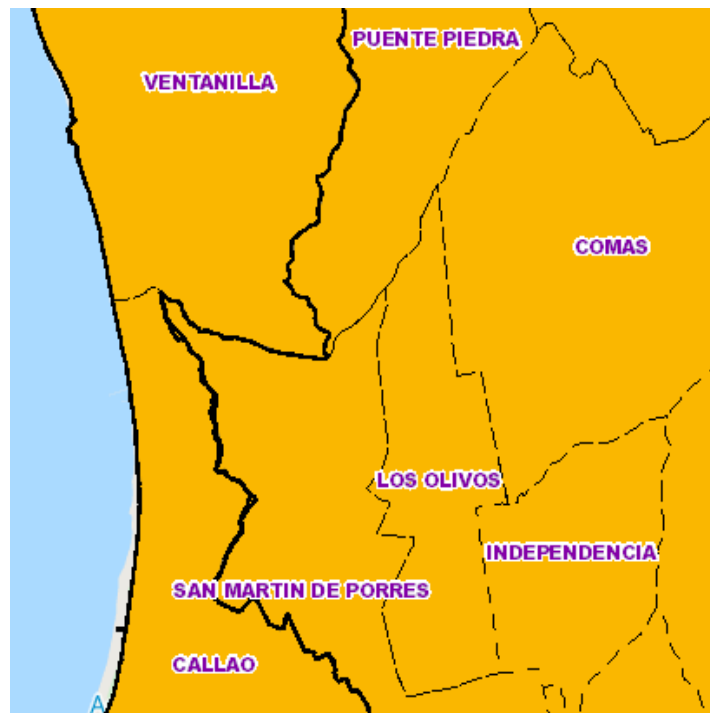 PUENTE PIEDRA
VENTANILLA
COMAS
LOS OLIVOS
INDEPENDENCIA
SAN MARTIN DE PORRES
CALLAO
A